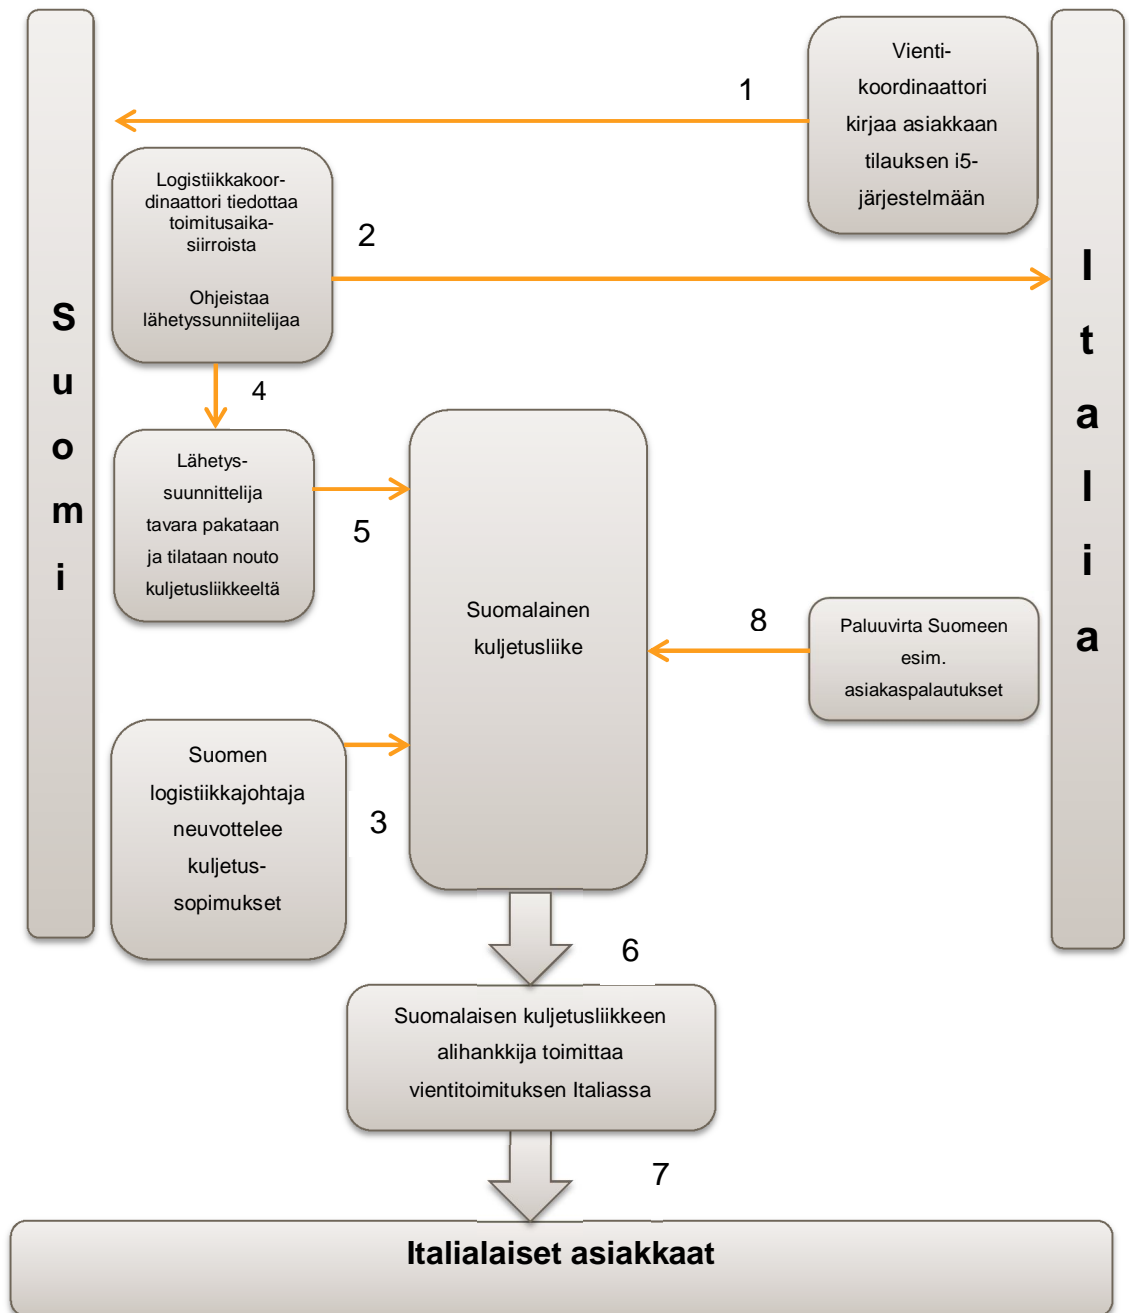 Suomi
Italia
Vienti-
koordinaattori
kirjaa asiakkaan
tilauksen i5-
järjestelmään
1
Logistiikkakoor-
dinaattori tiedottaa
toimitusaika-
siirroista
Ohjeistaa
lähetyssunniitelijaa
2
4
Lähetys-
suunnittelija
tavara pakataan
ja tilataan nouto
kuljetusliikkeeltä
5
Suomalainen
kuljetusliike
8
Paluuvirta Suomeen
esim.
asiakaspalautukset
Suomen
logistiikkajohtaja
neuvottelee
kuljetus-
sopimukset
3
6
Suomalaisen kuljetusliikkeen
alihankkija toimittaa
vientitoimituksen Italiassa
7
Italialaiset asiakkaat